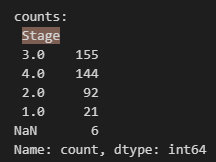 counts:
Stage
3.0 155
4.0 144
2.0 92
1.0 21
NaN 6
Name: count, dtype: int64